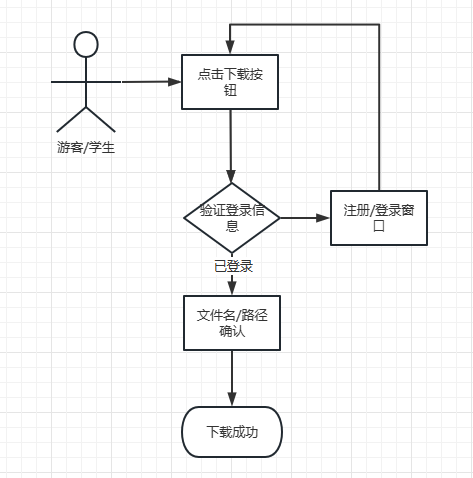 点击下载按
钮
游客/学生
验证登录信
息
注册/登录窗
口
已登录
文件名/路径
确认
下载成功